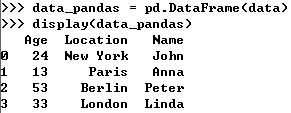 >>> data_pandas = pd.DataFrame(data)
>>> display(data_pandas)
   Age  Location   Name
0   24  New York   John
1   13     Paris   Anna
2   53    Berlin  Peter
3   33    London  Linda